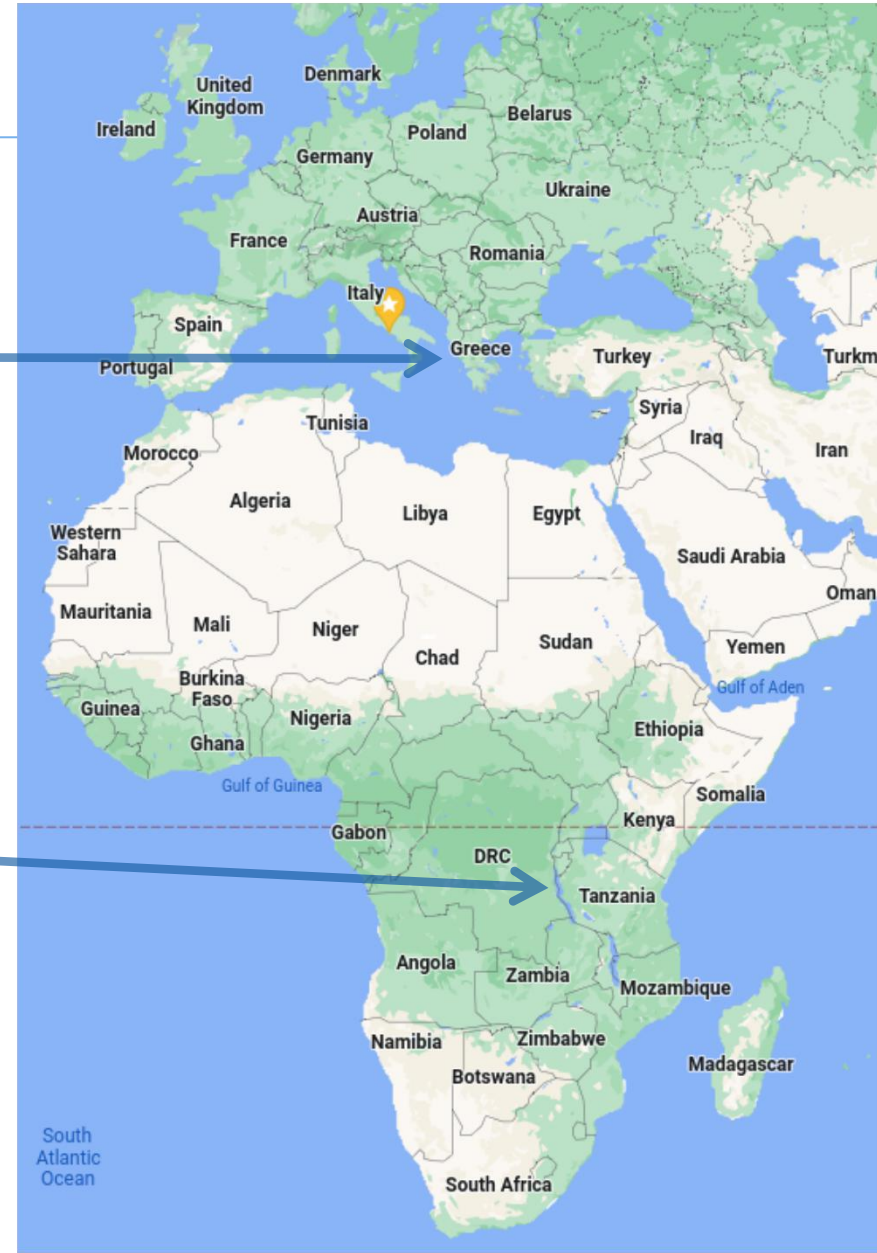 Denmark
United
Kingdom
Ireland
Belarus
Poland
Germany
Ukraine
Austria
France
Romania
Italy
Spain
Greece
Turkey
Turkm
Portugal
Syria
Tunisia
Iraq
Iran
Morocco
Algeria
Libya
Egypt
Western
Sahara
Saudi Arabia
Oman
Mauritania
Mali
Niger
Chad
Sudan
Yemen
Burkina
Faso
Gulf of Aden
Guinea
Nigeria
Ethiopia
Ghana
Gulf of Guinea
Somalia
Kenya
Gabon
DRC
Tanzania
Angola
Zambia
Mozambique
Namibia
Zimbabwe
Madagascar
Botswana
South
Atlantic
Ocean
South Africa